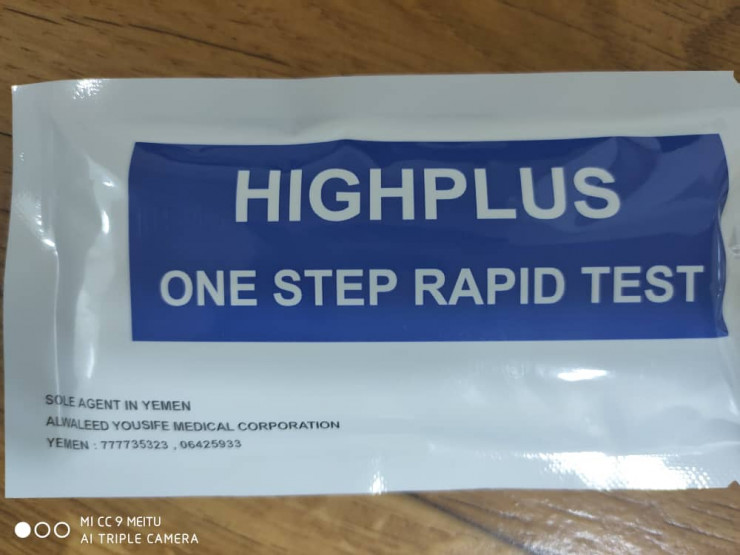 HIGHPLUS
ONE STEP RAPID TEST
SOLE AGENT IN YEMEN
ALWALEED YOUSIFE MEDICAL CORPORATION
YEMEN : 777735323 , 06425933
MI CC 9 MEITU
AI TRIPLE CAMERA